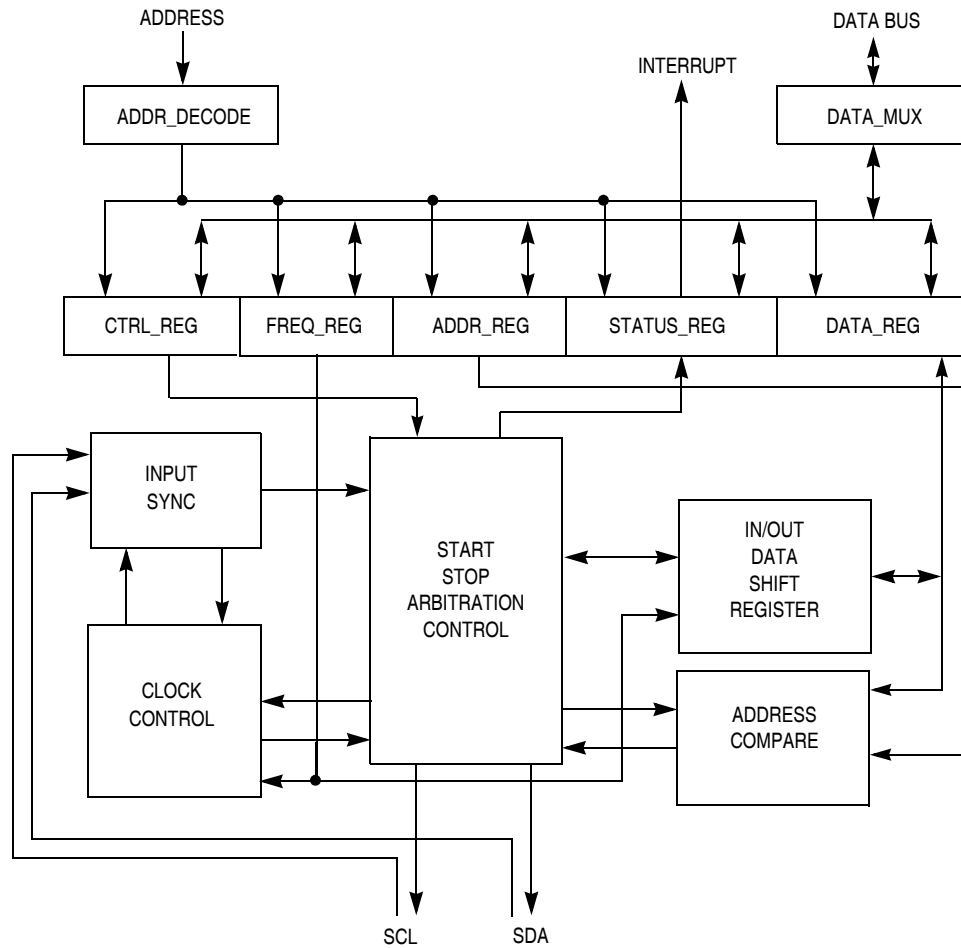 ADDRESS
DATA BUS
INTERRUPT
ADDR_DECODE
DATA_MUX
CTRL_REG
FREQ_REG
ADDR_REG
STATUS_REG
DATA_REG
INPUT
SYNC
START
STOP
ARBITRATION
CONTROL
IN/OUT
DATA
SHIFT
REGISTER
CLOCK
CONTROL
ADDRESS
COMPARE
SCL
SDA